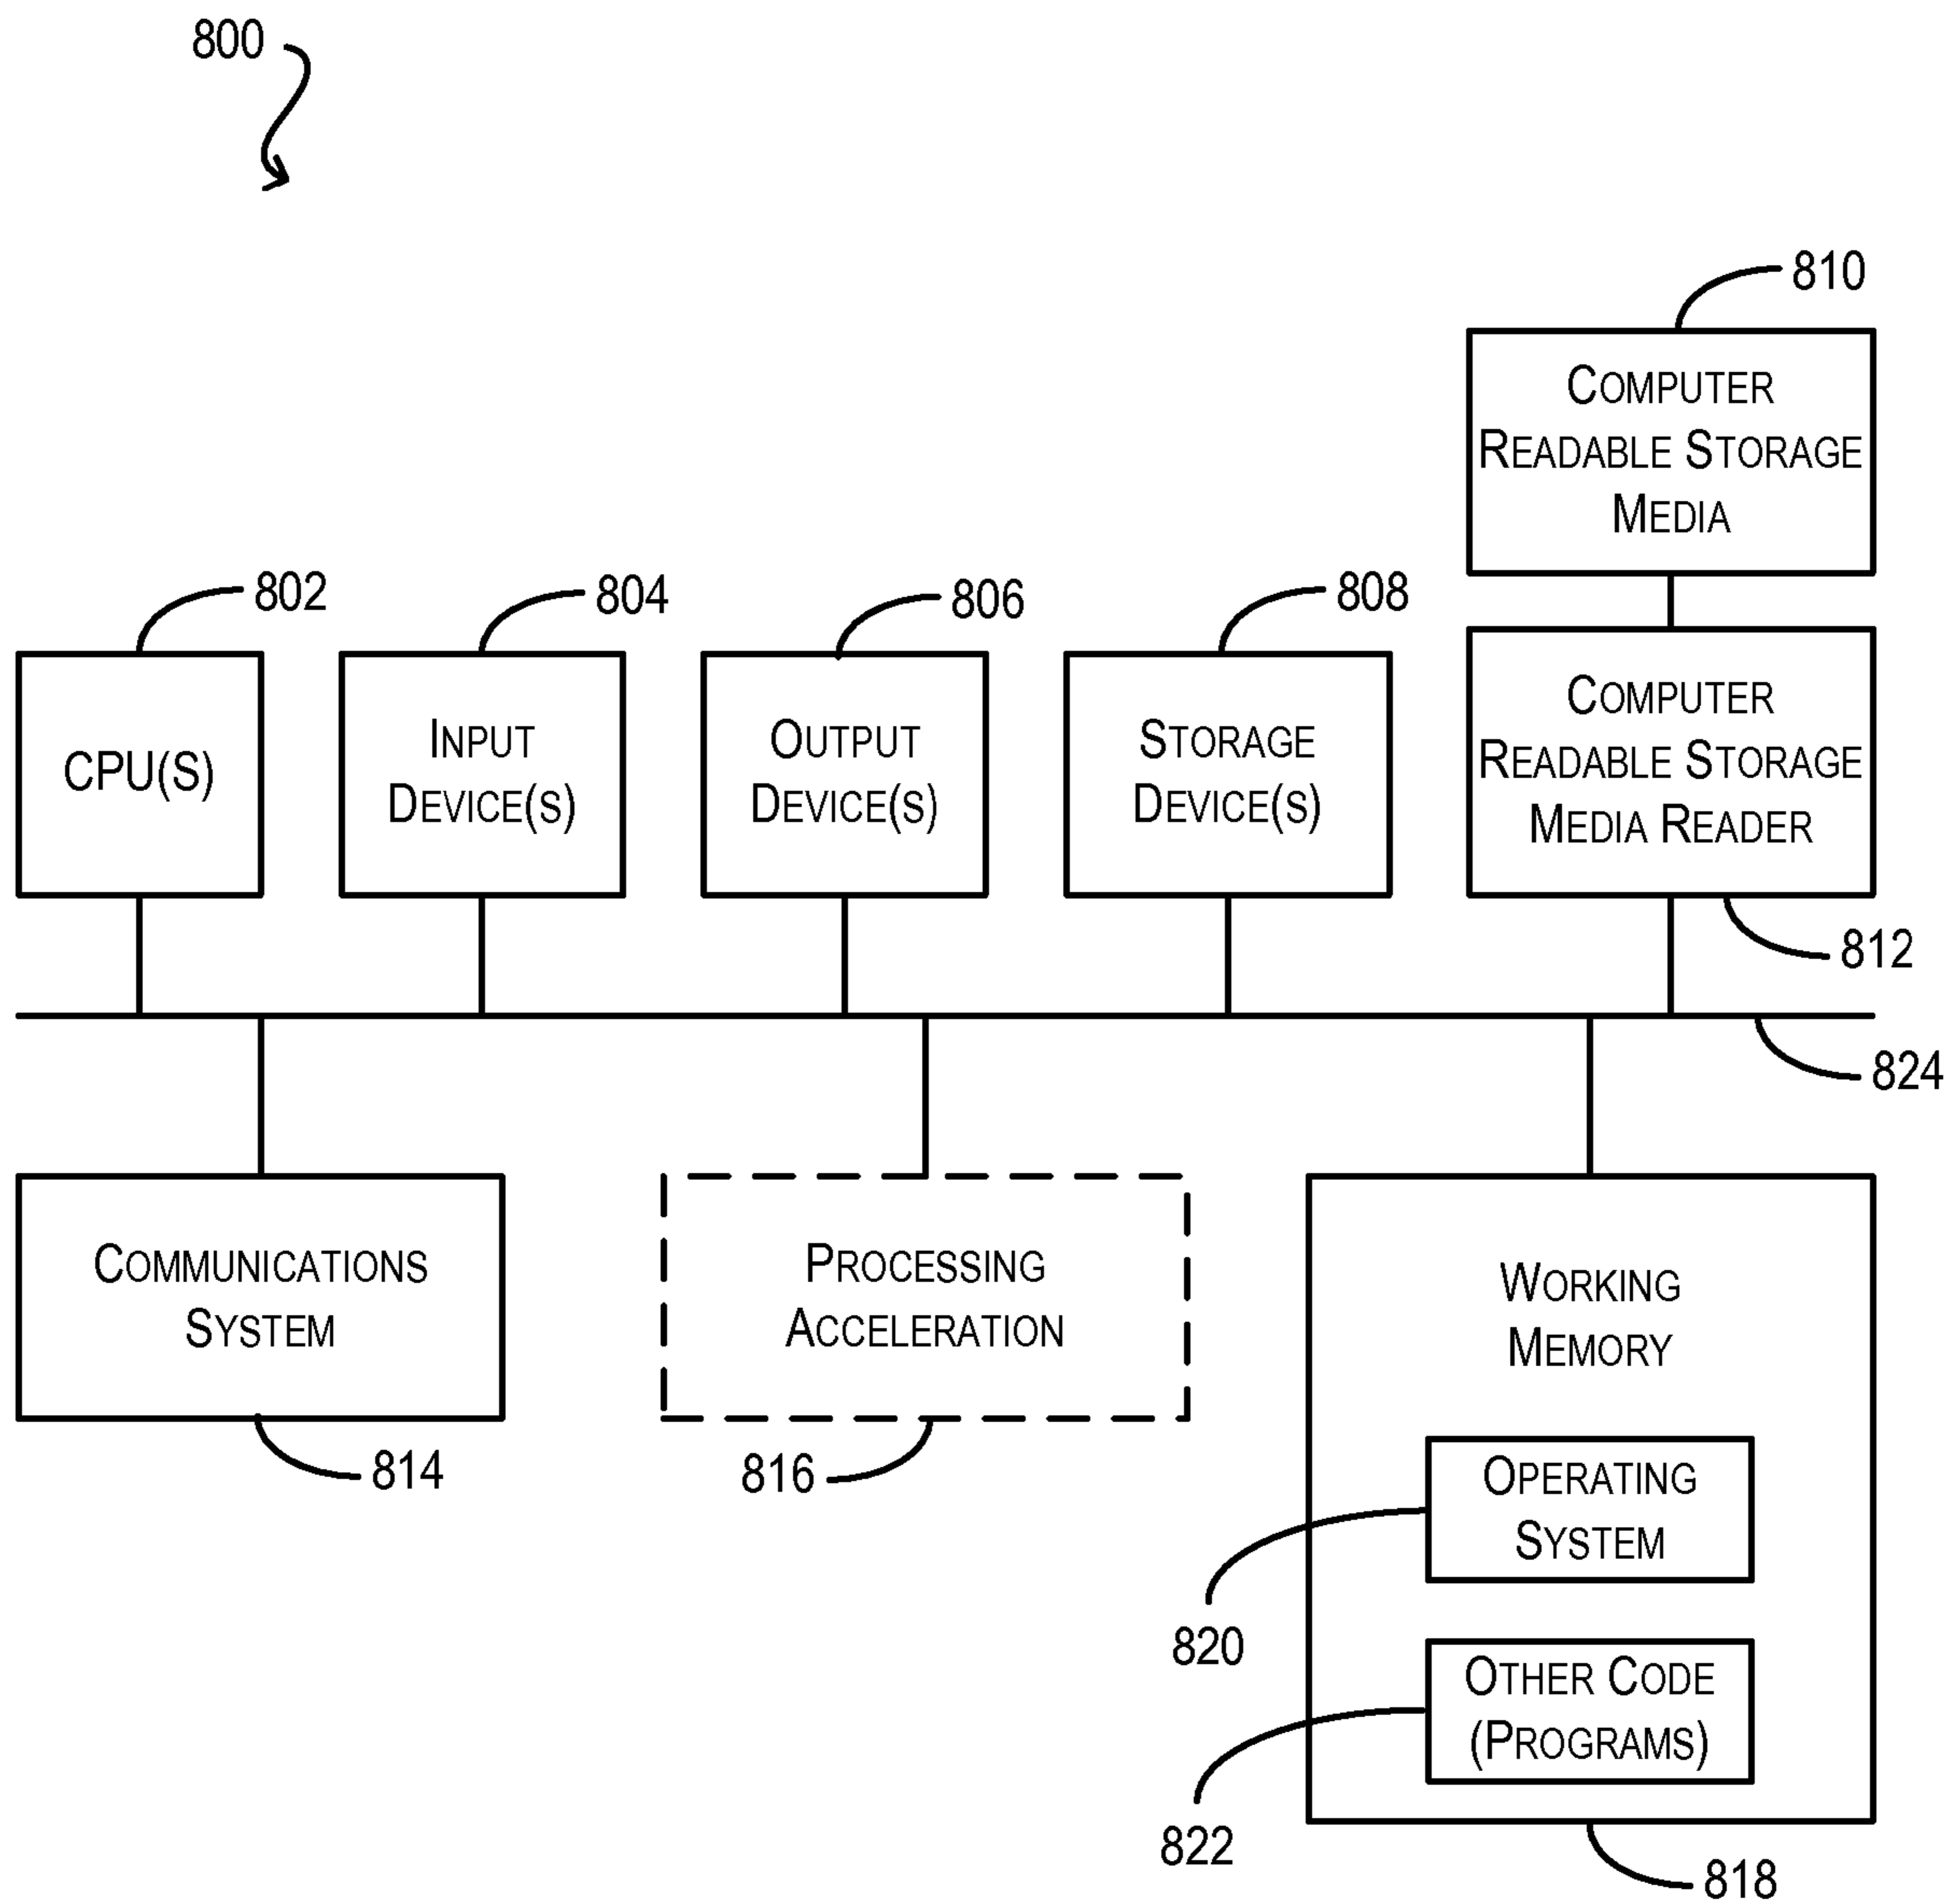 800
810
COMPUTER
READABLE STORAGE
MEDIA
802
804
806
808
CPU(S)
INPUT
DEVICE(S)
OUTPUT
DEVICE(S)
STORAGE
DEVICE(S)
COMPUTER
READABLE STORAGE
MEDIA READER
812
824
COMMUNICATIONS
SYSTEM
814
PROCESSING
ACCELERATION
816
WORKING
MEMORY
OPERATING
SYSTEM
820
OTHER CODE
(PROGRAMS)
822
818